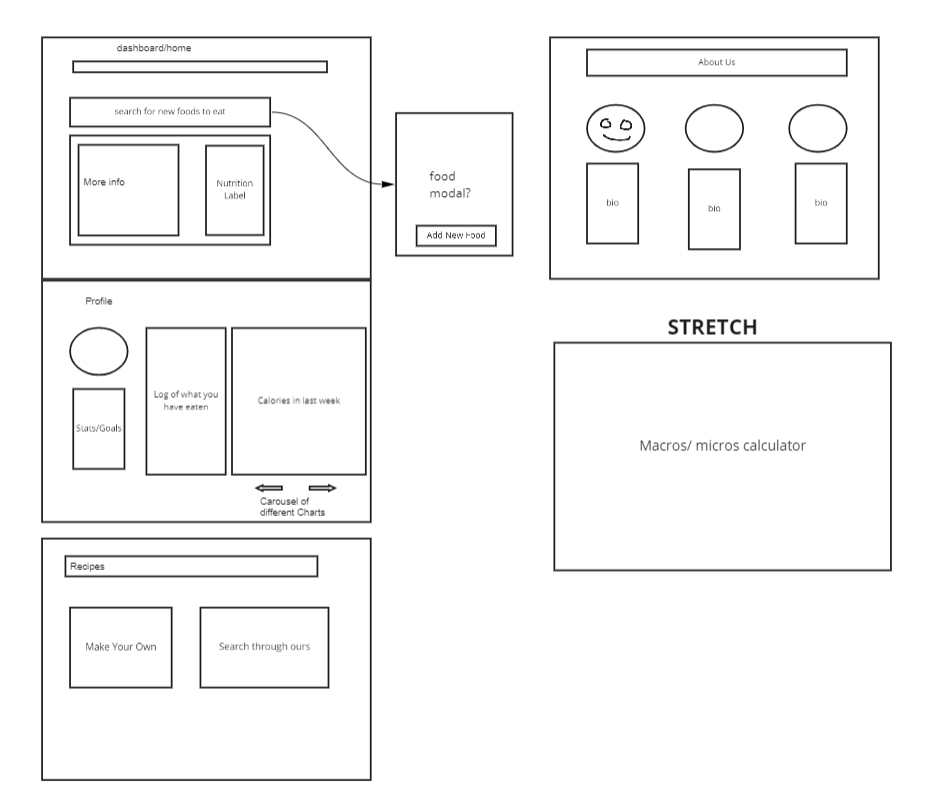 dashboard/home
search for new foods to eat
More info
Nutrition
Label
food
modal?
Add New Food
About Us
bio
bio
bio
Profile
Stats/Goals
Log of what you
have eaten
Calories in last week
Carousel of
different Charts
STRETCH
Macros/ micros calculator
Recipes
Make Your Own
Search through ours